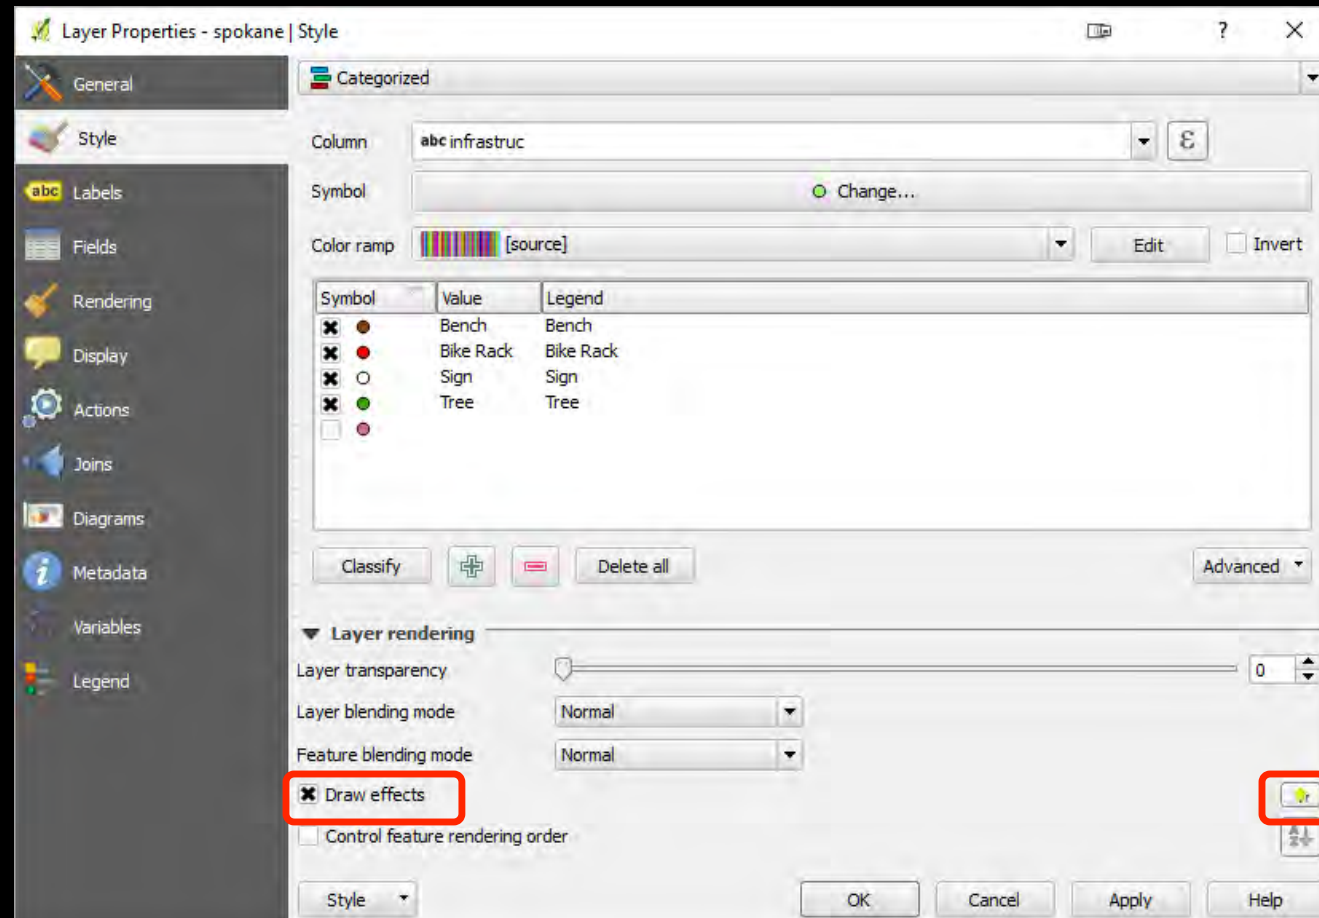 Layer Properties - spokane | Style
?
General
Style
abc Labels
Fields
Rendering
Display
Actions
Joins
Diagrams
Metadata
Variables
Legend
Categorized
Column abc infrastruc ε
Symbol Change...
Color ramp [source] Edit Invert
Symbol Value Legend
Bench Bench
Bike Rack Bike Rack
Sign Sign
Tree Tree
Classify Delete all Advanced
Layer rendering
Layer transparency 0
Layer blending mode Normal
Feature blending mode Normal
Draw effects
Control feature rendering order
Style OK Cancel Apply Help